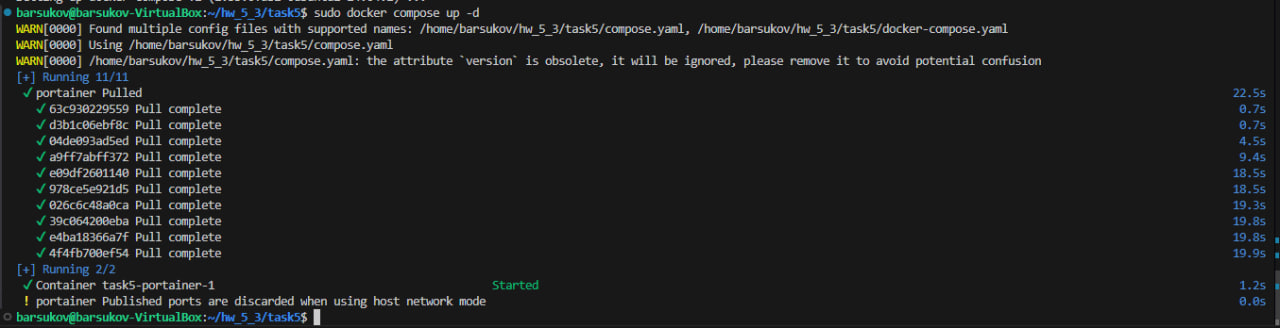 barsukov@barsukov-VirtualBox:~/hw_5_3/task5$ sudo docker compose up -d
WARN[0000] Found multiple config files with supported names: /home/barsukov/hw_5_3/task5/compose.yaml, /home/barsukov/hw_5_3/task5/docker-compose.yaml
WARN[0000] Using /home/barsukov/hw_5_3/task5/compose.yaml
WARN[0000] /home/barsukov/hw_5_3/task5/compose.yaml: the attribute `version` is obsolete, it will be ignored, please remove it to avoid potential confusion
[+] Running 11/11
✓ portainer Pulled 22.5s
✓ 63c930229559 Pull complete 0.7s
✓ d3b1c06ebf8c Pull complete 0.7s
✓ 04de093ad5ed Pull complete 4.5s
✓ a9ff7abff372 Pull complete 9.4s
✓ e09df2601140 Pull complete 18.5s
✓ 978ce5e921d5 Pull complete 18.5s
✓ 026c6c48a0ca Pull complete 19.3s
✓ 39c064200eba Pull complete 19.8s
✓ e4ba18366a7f Pull complete 19.8s
✓ 4f4fb700ef54 Pull complete 19.9s
[+] Running 2/2
✓ Container task5-portainer-1 Started 1.2s
! portainer Published ports are discarded when using host network mode 0.0s
barsukov@barsukov-VirtualBox:~/hw_5_3/task5$